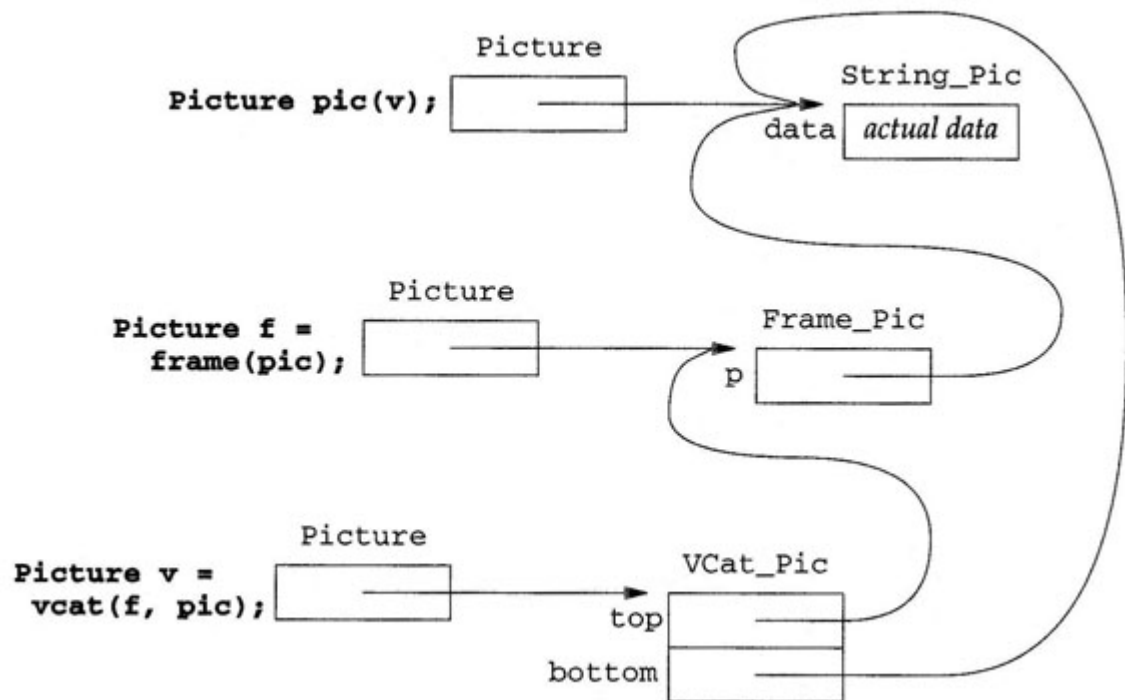 Picture
Picture pic(v);
String_Pic
data
actual data
Picture
Picture f =
frame(pic);
Frame_Pic
p
Picture
Picture v =
vcat(f, pic);
VCat_Pic
top
bottom